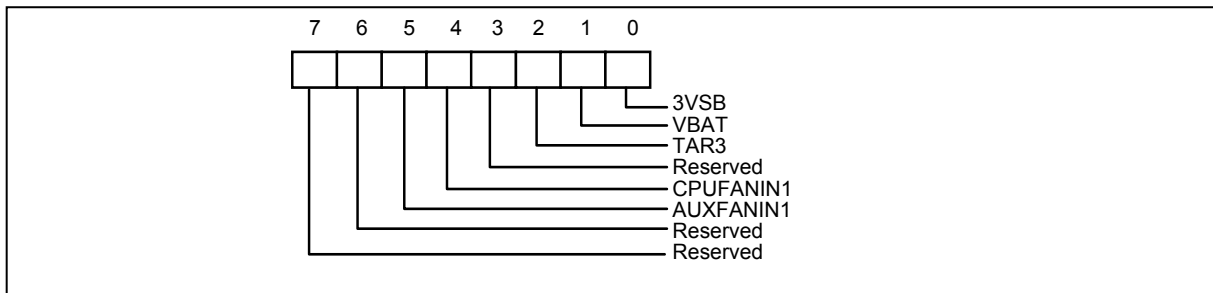 7 6 5 4 3 2 1 0
3VSB
VBAT
TAR3
Reserved
CPUFANIN1
AUXFANIN1
Reserved
Reserved